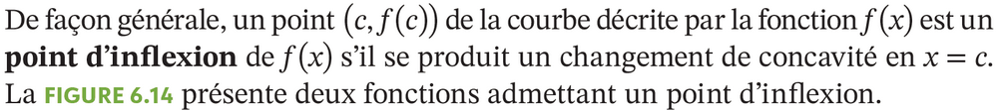 De façon générale, un point (c, f(c)) de la courbe décrite par la fonction f(x) est un
point d’inflexion de f(x) s’il se produit un changement de concavité en x = c.
La FIGURE 6.14 présente deux fonctions admettant un point d’inflexion.